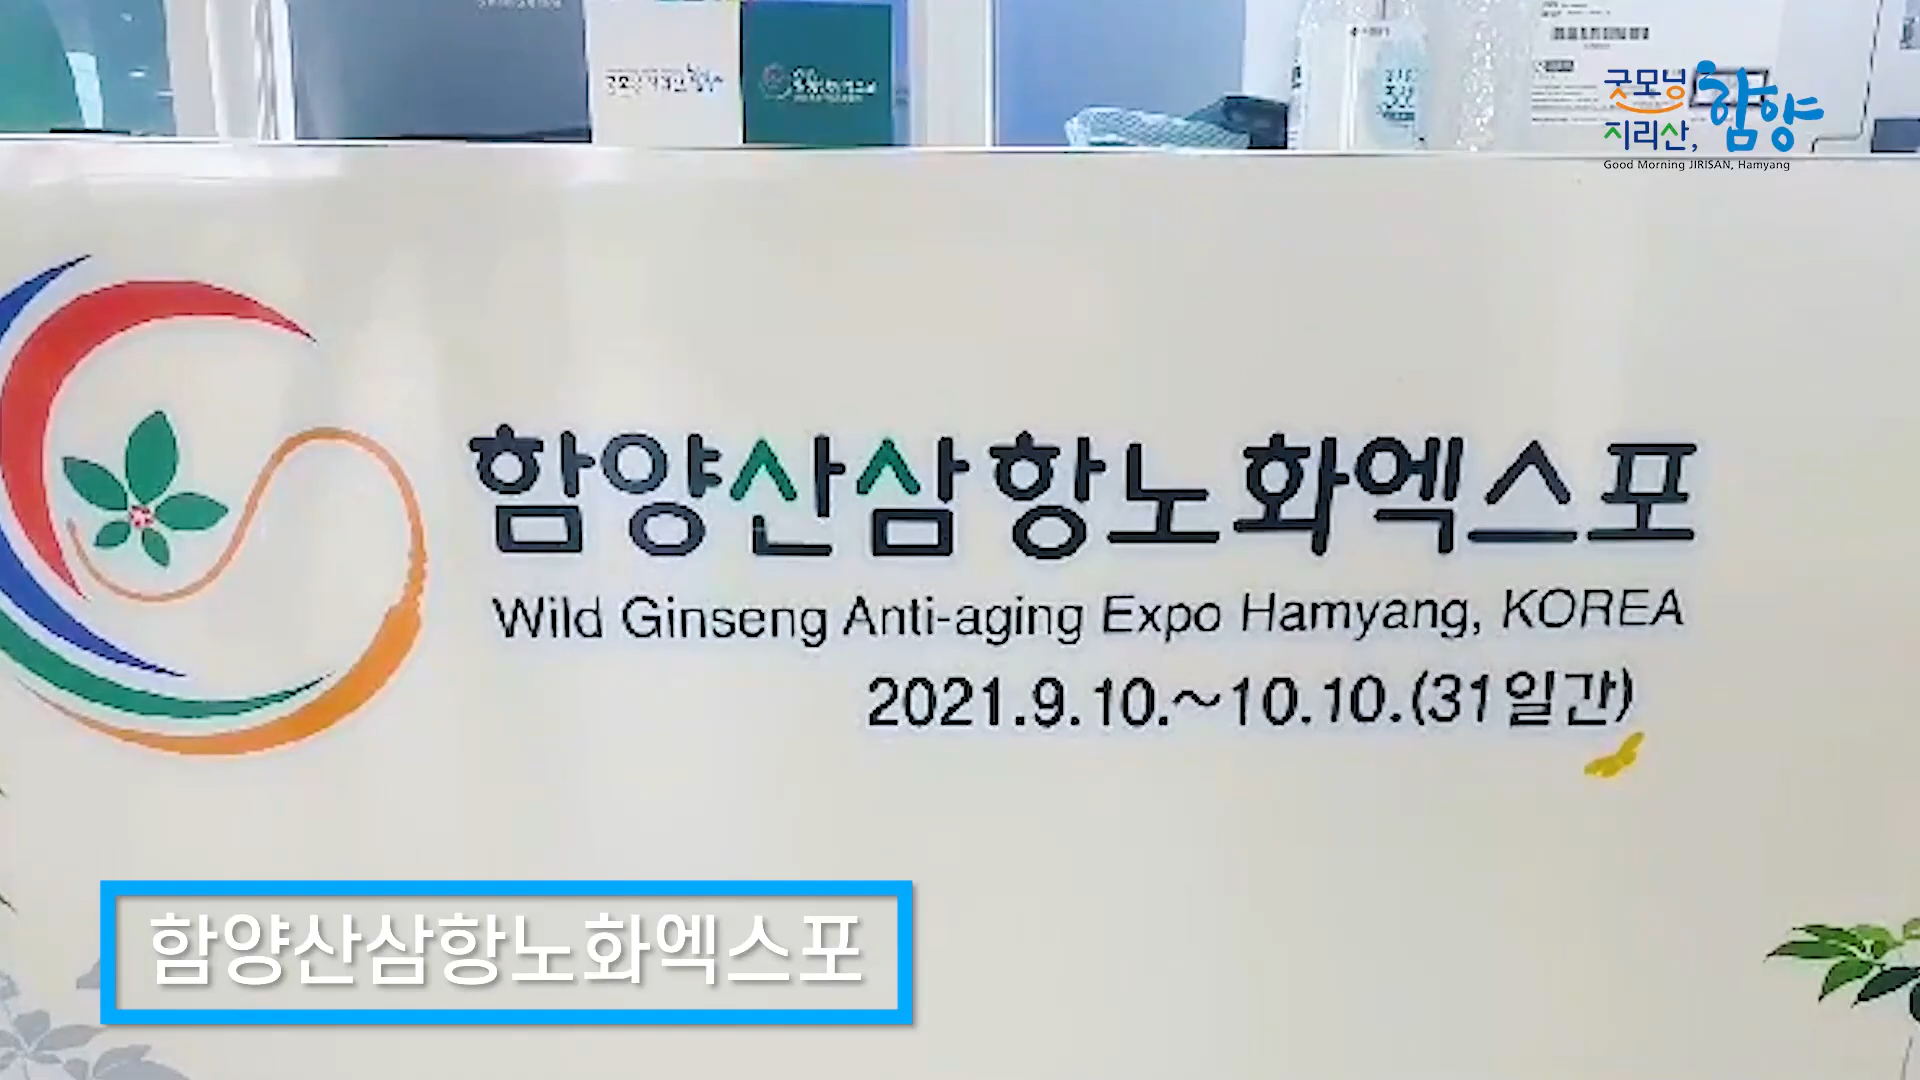 굿모닝
지리산, 함양
Good Morning JIRISAN, Hamyang
함양산삼항노화엑스포
Wild Ginseng Anti-aging Expo Hamyang, KOREA
2021.9.10.~10.10.(31일간)
함양산삼항노화엑스포